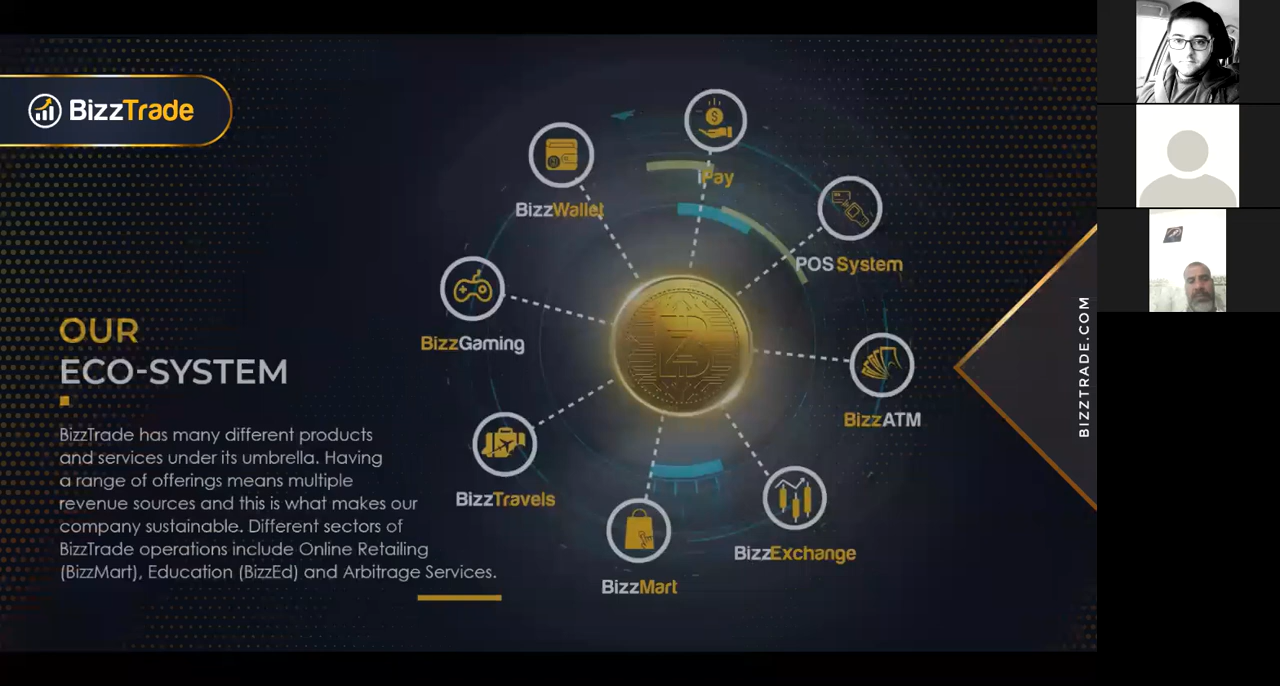 BizzTrade
iPay
BizzWallet
POS System
BizzGaming
OUR
ECO-SYSTEM
BizzATM
BizzTrade has many different products
and services under its umbrella. Having
a range of offerings means multiple
revenue sources and this is what makes our
company sustainable. Different sectors of
BizzTrade operations include Online Retailing
(BizzMart), Education (BizzEd) and Arbitrage Services.
BizzTravels
BizzExchange
BizzMart
BIZZTRADE.COM